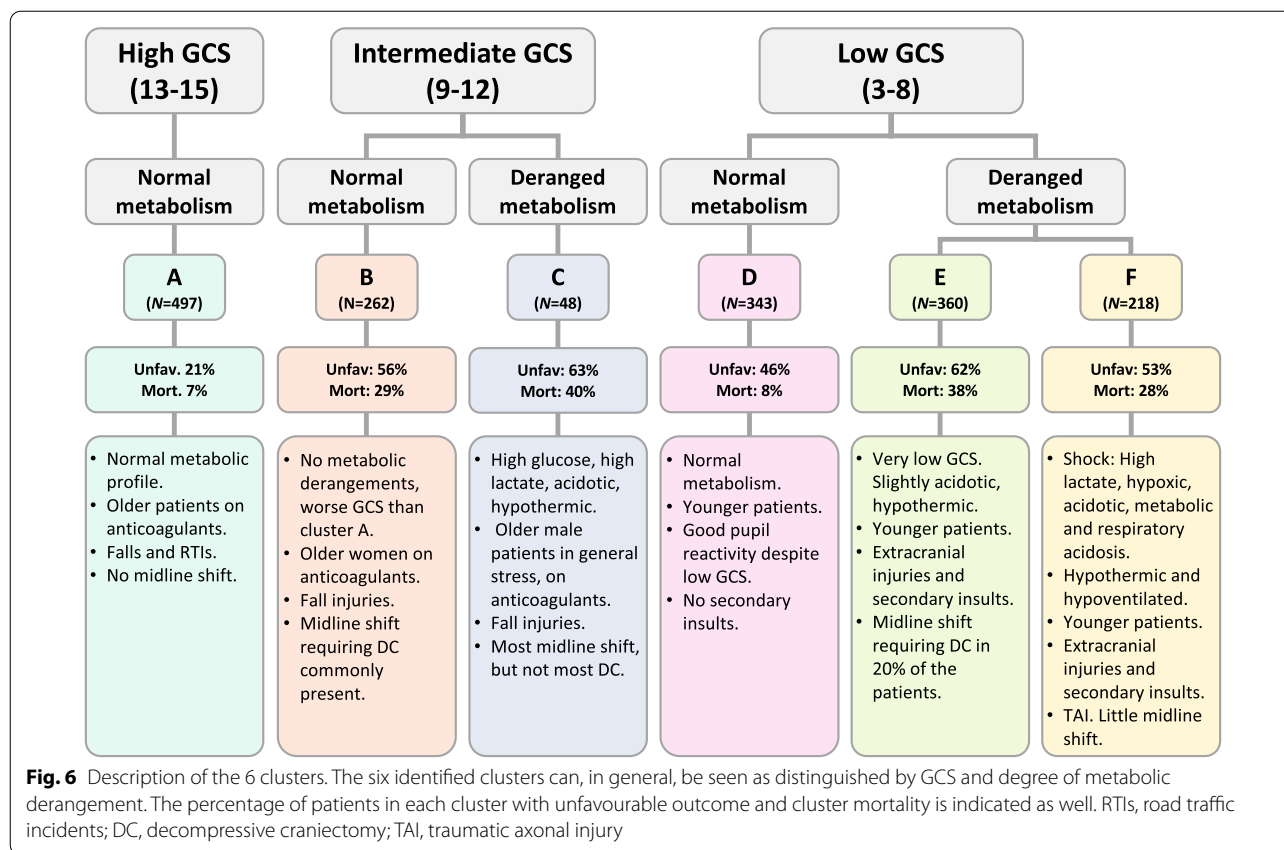 High GCS
(13-15)
Intermediate GCS
(9-12)
Low GCS
(3-8)
Normal
metabolism
Normal
metabolism
Deranged
metabolism
Normal
metabolism
Deranged
metabolism
A
(N=497)
B
(N=262)
C
(N=48)
D
(N=343)
E
(N=360)
F
(N=218)
Unfav. 21%
Mort. 7%
Unfav: 56%
Mort: 29%
Unfav: 63%
Mort: 40%
Unfav: 46%
Mort: 8%
Unfav: 62%
Mort: 38%
Unfav: 53%
Mort: 28%
• Normal metabolic
profile.
• Older patients on
anticoagulants.
• Falls and RTIs.
• No midline shift.
• No metabolic
derangements,
worse GCS than
cluster A.
• Older women on
anticoagulants.
• Fall injuries.
• Midline shift
requiring DC
commonly
present.
• High glucose, high
lactate, acidotic,
hypothermic.
• Older male
patients in general
stress, on
anticoagulants.
• Fall injuries.
• Most midline shift,
but not most DC.
• Normal
metabolism.
• Younger patients.
• Good pupil
reactivity despite
low GCS.
• No secondary
insults.
• Very low GCS.
Slightly acidotic,
hypothermic.
• Younger patients.
• Extracranial
injuries and
secondary insults.
• Midline shift
requiring DC in
20% of the
patients.
• Shock: High
lactate, hypoxic,
acidotic, metabolic
and respiratory
acidosis.
• Hypothermic and
hypoventilated.
• Younger patients.
• Extracranial
injuries and
secondary insults.
• TAI. Little midline
shift.
Fig. 6 Description of the 6 clusters. The six identified clusters can, in general, be seen as distinguished by GCS and degree of metabolic
derangement. The percentage of patients in each cluster with unfavourable outcome and cluster mortality is indicated as well. RTIs, road traffic
incidents; DC, decompressive craniectomy; TAI, traumatic axonal injury